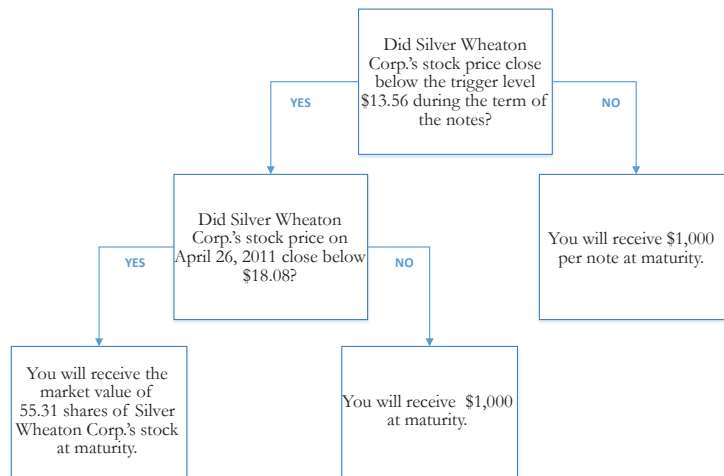 Did Silver Wheaton
Corp.'s stock price close
below the trigger level
$13.56 during the term of
the notes?
YES
NO
Did Silver Wheaton
Corp.'s stock price on
April 26, 2011 close below
$18.08?
You will receive $1,000
per note at maturity.
YES
NO
You will receive the
market value of
55.31 shares of Silver
Wheaton Corp.'s stock
at maturity.
You will receive $1,000
at maturity.